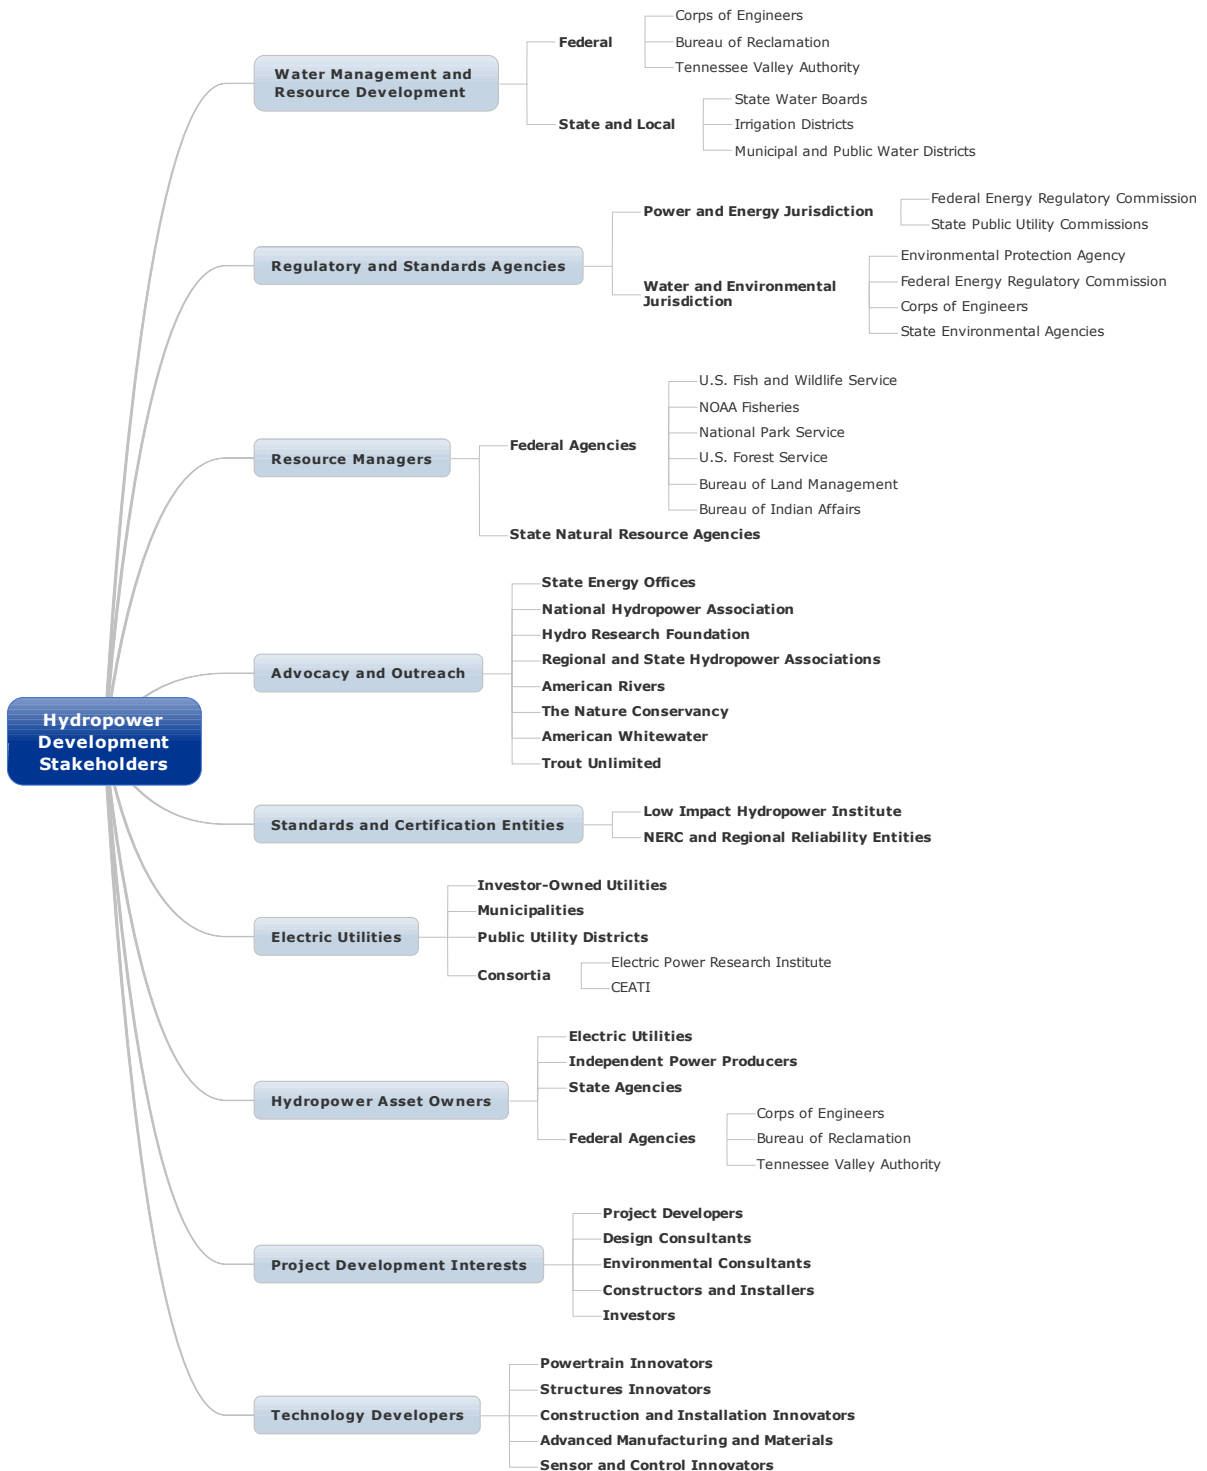 Hydropower
Development
Stakeholders
Water Management and
Resource Development
Federal
Corps of Engineers
Bureau of Reclamation
Tennessee Valley Authority
State and Local
State Water Boards
Irrigation Districts
Municipal and Public Water Districts
Regulatory and Standards Agencies
Power and Energy Jurisdiction
Federal Energy Regulatory Commission
State Public Utility Commissions
Water and Environmental
Jurisdiction
Environmental Protection Agency
Federal Energy Regulatory Commission
Corps of Engineers
State Environmental Agencies
Resource Managers
Federal Agencies
U.S. Fish and Wildlife Service
NOAA Fisheries
National Park Service
U.S. Forest Service
Bureau of Land Management
Bureau of Indian Affairs
State Natural Resource Agencies
Advocacy and Outreach
State Energy Offices
National Hydropower Association
Hydro Research Foundation
Regional and State Hydropower Associations
American Rivers
The Nature Conservancy
American Whitewater
Trout Unlimited
Standards and Certification Entities
Low Impact Hydropower Institute
NERC and Regional Reliability Entities
Electric Utilities
Investor-Owned Utilities
Municipalities
Public Utility Districts
Consortia
Electric Power Research Institute
CEATI
Hydropower Asset Owners
Electric Utilities
Independent Power Producers
State Agencies
Federal Agencies
Corps of Engineers
Bureau of Reclamation
Tennessee Valley Authority
Project Development Interests
Project Developers
Design Consultants
Environmental Consultants
Constructors and Installers
Investors
Technology Developers
Powertrain Innovators
Structures Innovators
Construction and Installation Innovators
Advanced Manufacturing and Materials
Sensor and Control Innovators